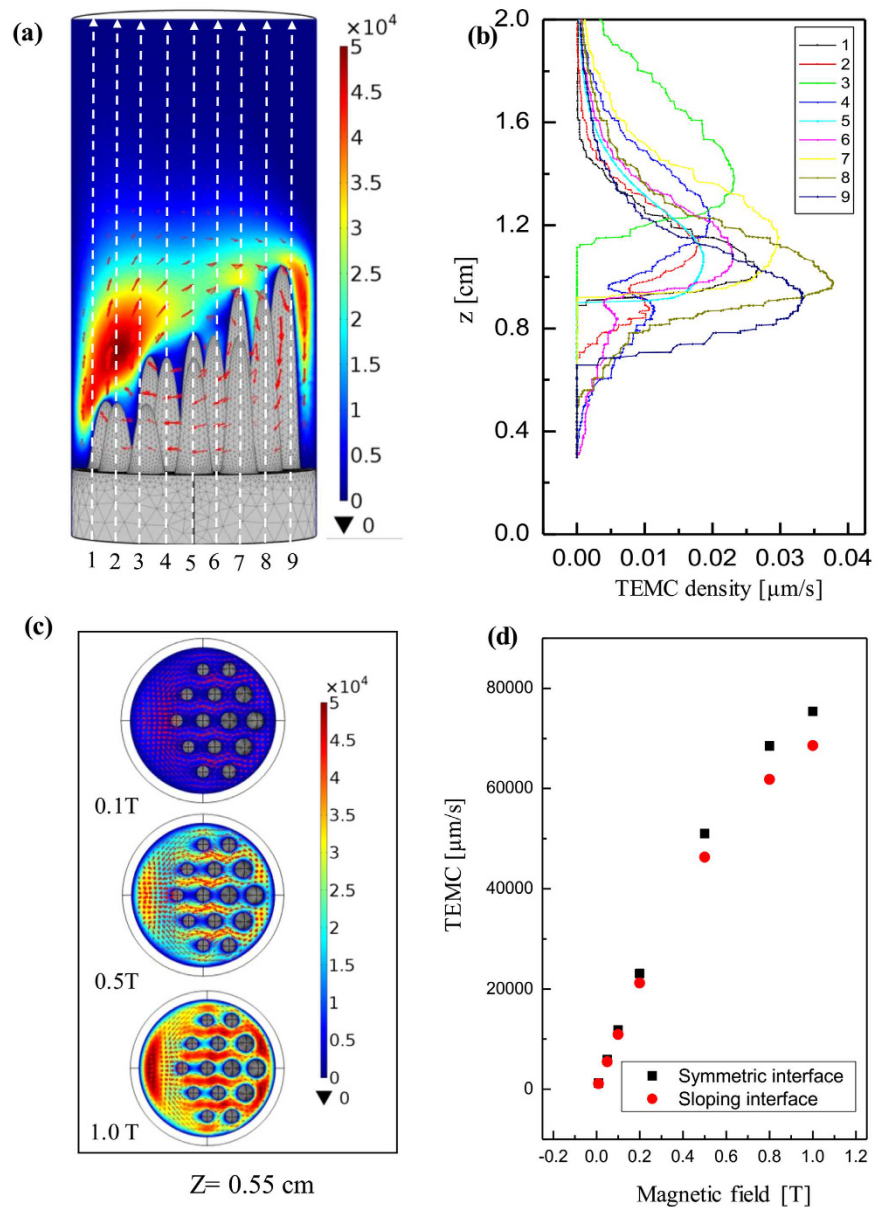 (a)
×10⁴
5
4.5
4
3.5
3
2.5
2
1.5
1
0.5
0
▼ 0
1 2 3 4 5 6 7 8 9
(b)
2.0
1.6
1.2
0.8
0.4
0.0
z [cm]
0.00 0.01 0.02 0.03 0.04
TEMC density [μm/s]
1
2
3
4
5
6
7
8
9
(c)
×10⁴
5
4.5
4
3.5
3
2.5
2
1.5
1
0.5
0
▼ 0
0.1T
0.5T
1.0 T
Z= 0.55 cm
(d)
80000
60000
40000
20000
0
TEMC [μm/s]
Symmetric interface
Sloping interface
-0.2 0.0 0.2 0.4 0.6 0.8 1.0 1.2
Magnetic field [T]